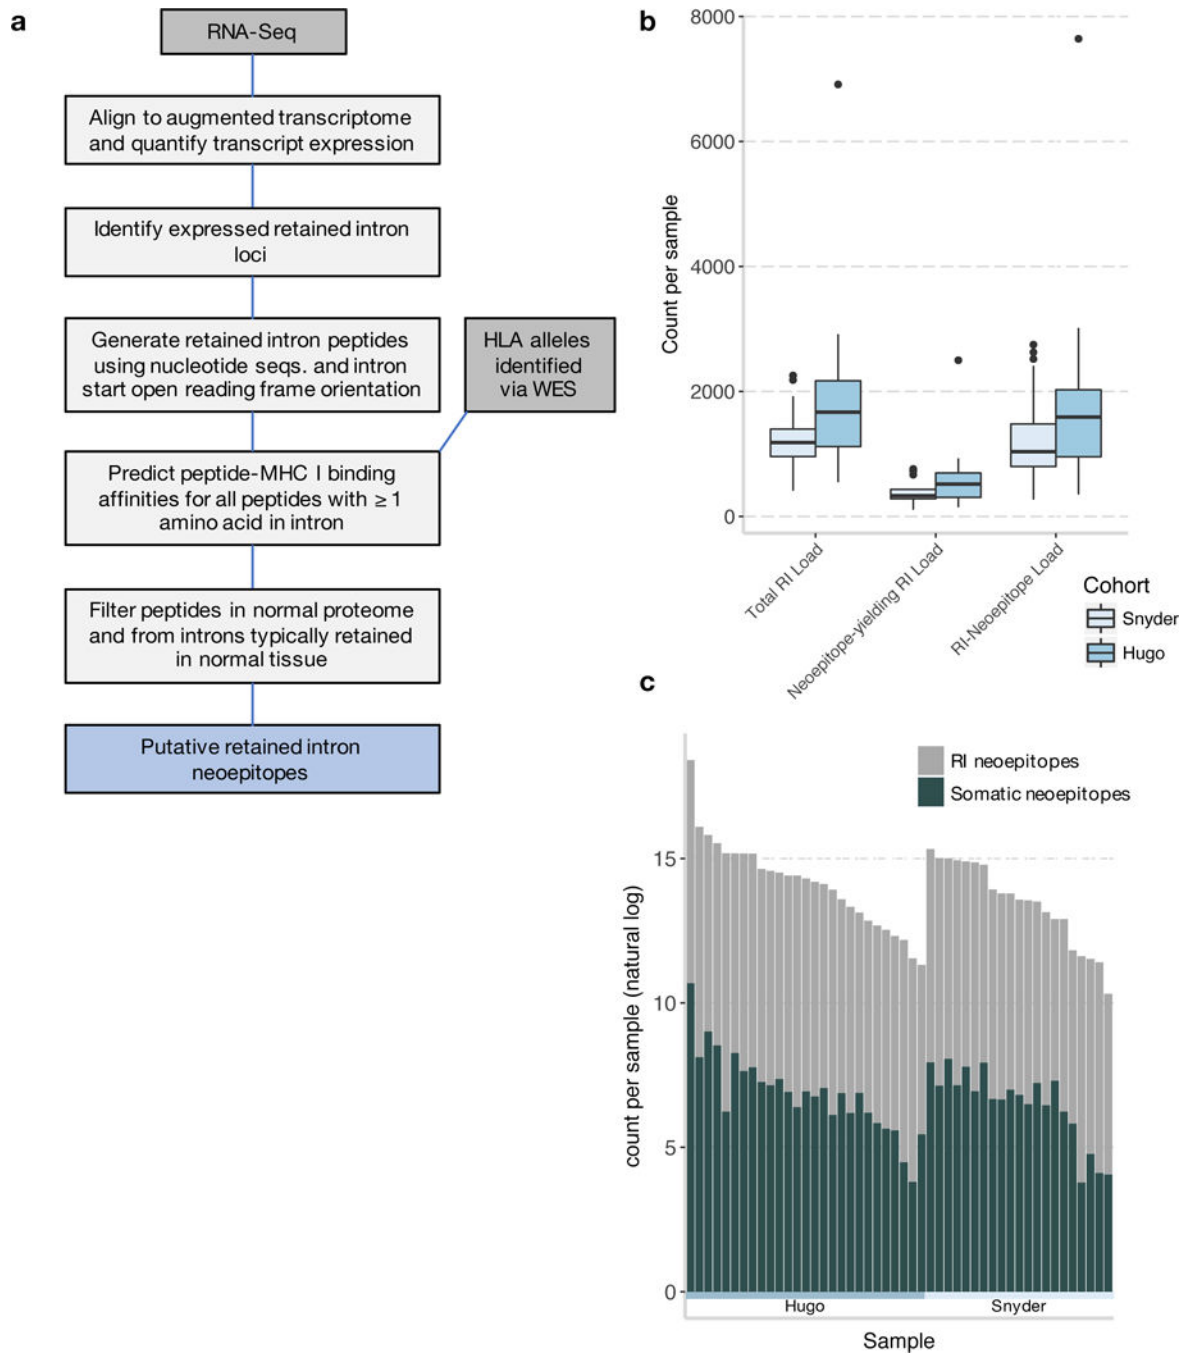 a
RNA-Seq
Align to augmented transcriptome
and quantify transcript expression
Identify expressed retained intron
loci
Generate retained intron peptides
using nucleotide seqs. and intron
start open reading frame orientation
HLA alleles
identified
via WES
Predict peptide-MHC I binding
affinities for all peptides with ≥ 1
amino acid in intron
Filter peptides in normal proteome
and from introns typically retained
in normal tissue
Putative retained intron
neoepitopes
b
8000
6000
4000
2000
0
Count per sample
Total RI Load
Neoepitope-yielding RI Load
RI-Neoepitope Load
Cohort
Snyder
Hugo
c
RI neoepitopes
Somatic neoepitopes
15
10
5
0
count per sample (natural log)
Hugo
Snyder
Sample